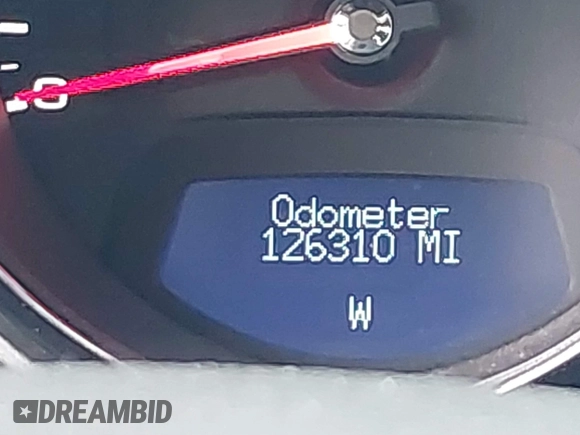 Odometer
126310 MI
W
DREAMBID